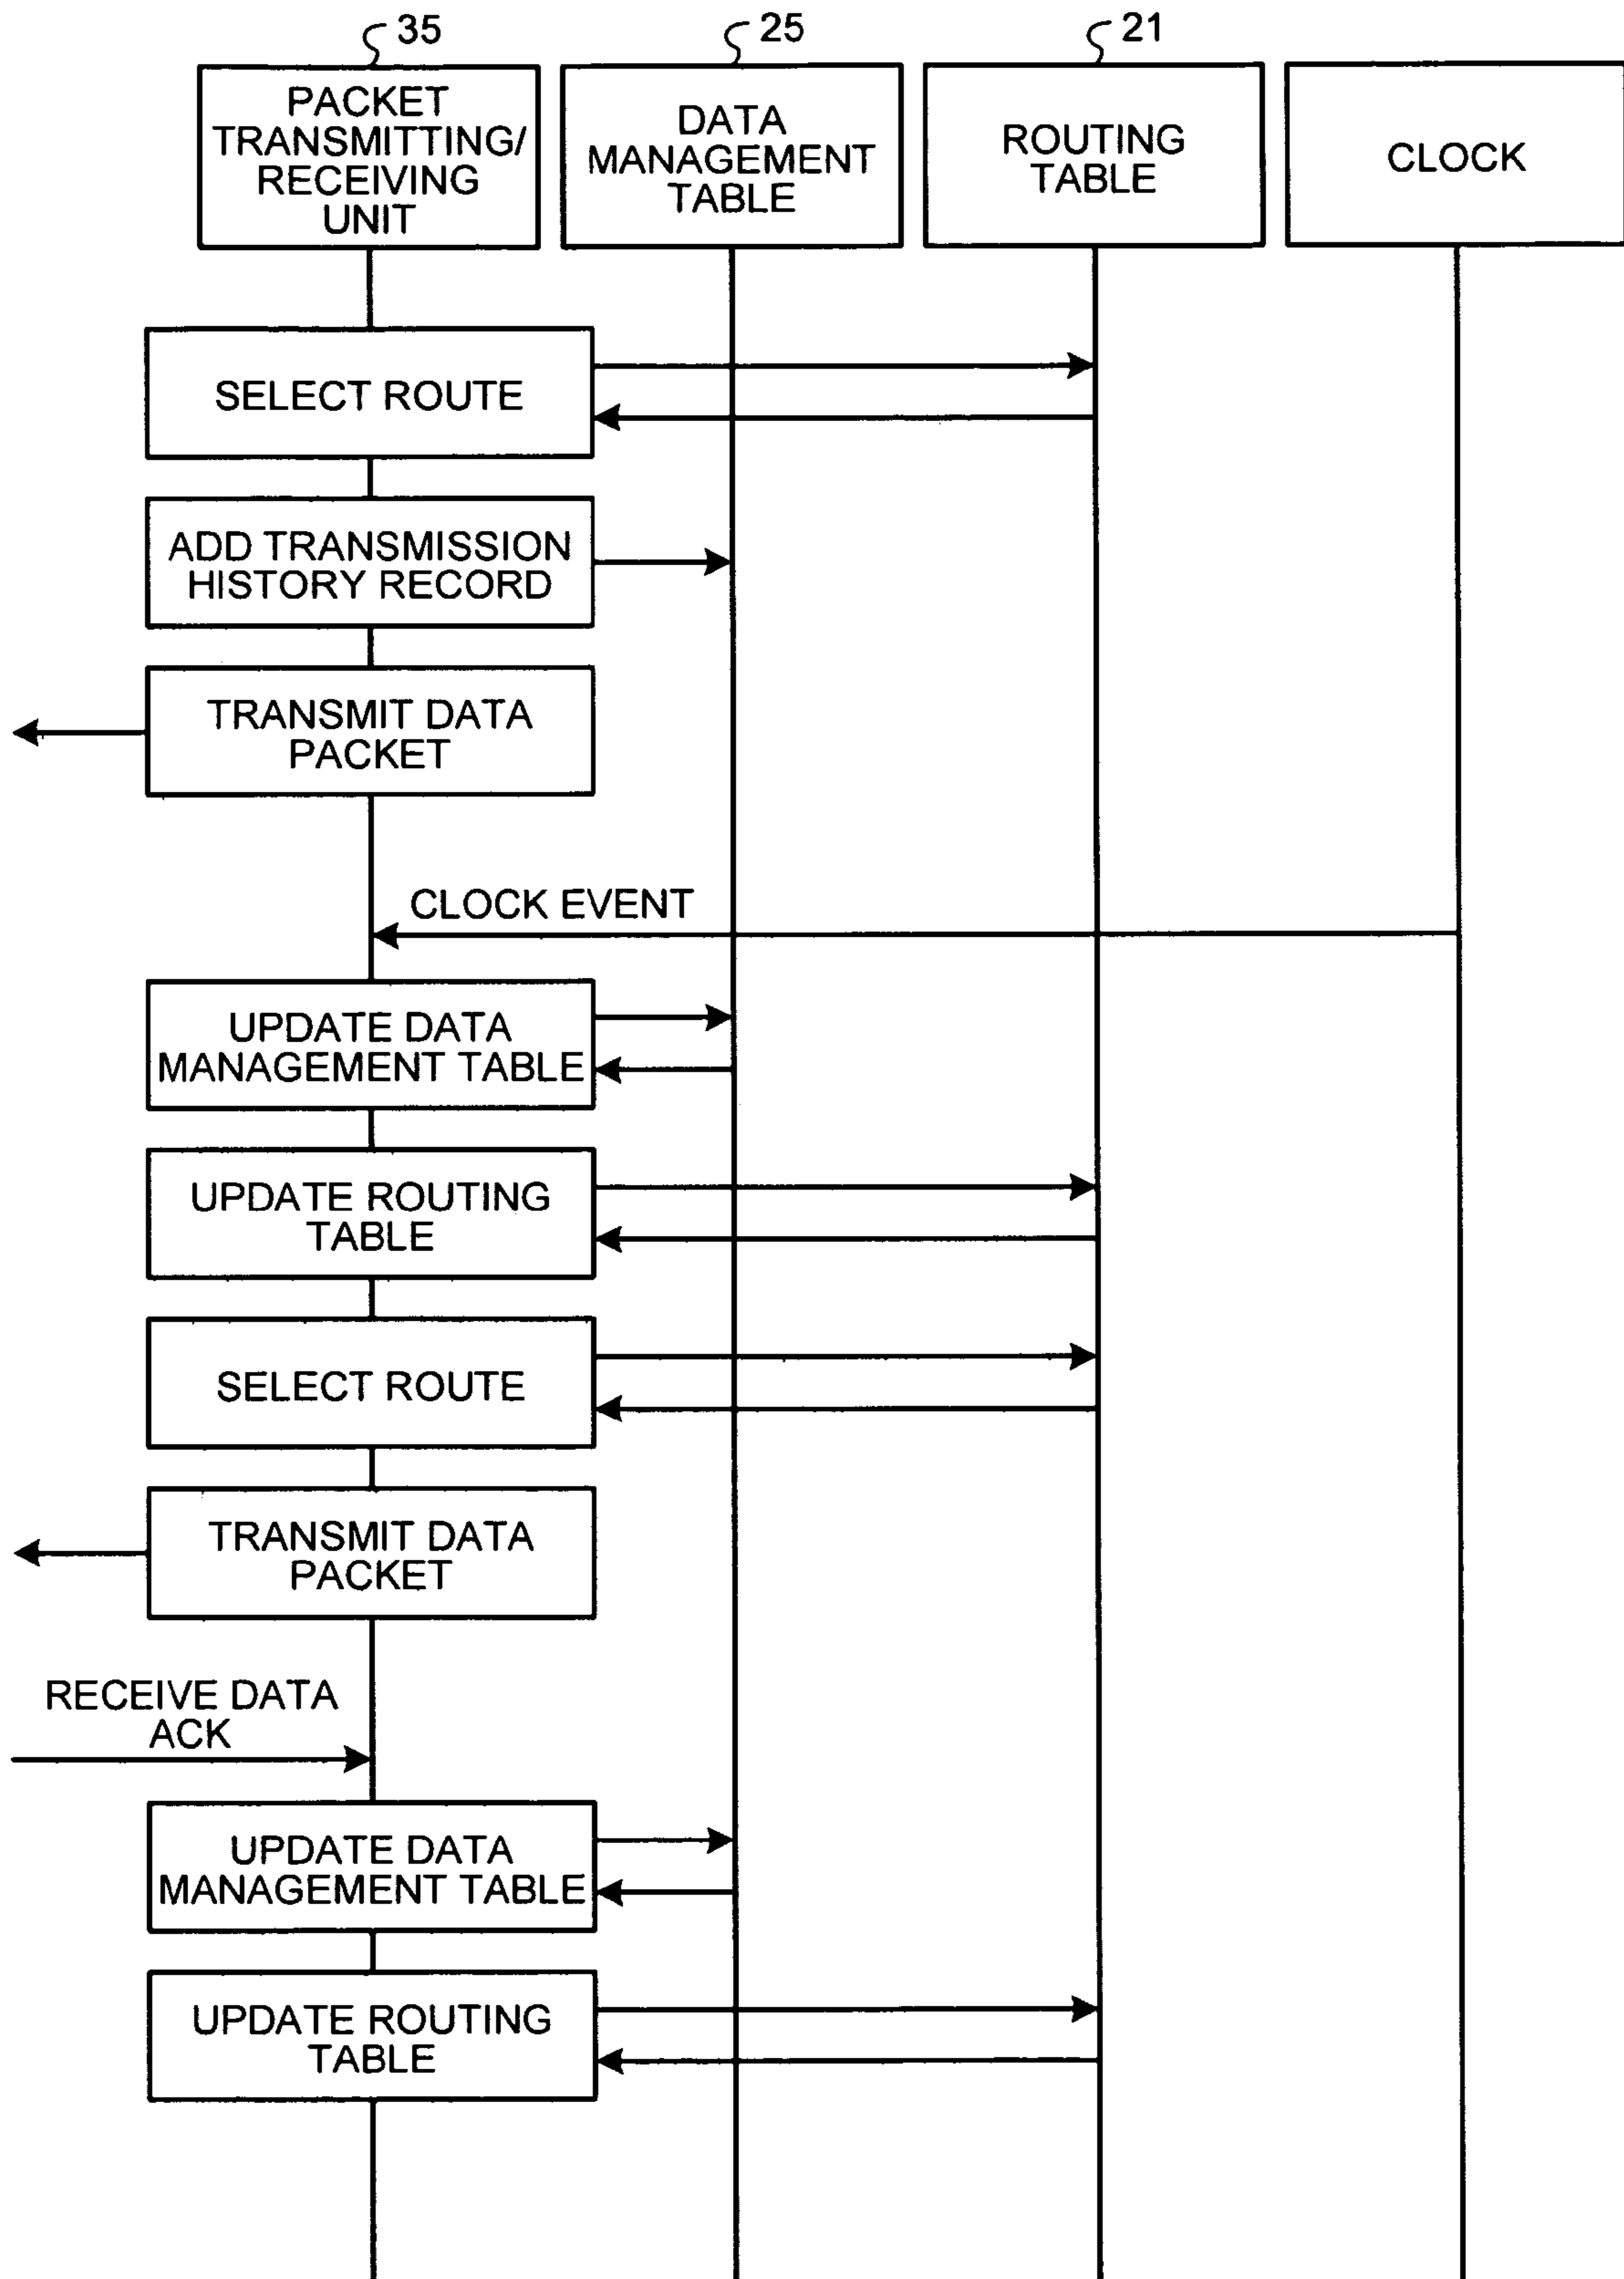 35
25
21
PACKET
TRANSMITTING/
RECEIVING
UNIT
DATA
MANAGEMENT
TABLE
ROUTING
TABLE
CLOCK
SELECT ROUTE
ADD TRANSMISSION
HISTORY RECORD
TRANSMIT DATA
PACKET
CLOCK EVENT
UPDATE DATA
MANAGEMENT TABLE
UPDATE ROUTING
TABLE
SELECT ROUTE
TRANSMIT DATA
PACKET
RECEIVE DATA
ACK
UPDATE DATA
MANAGEMENT TABLE
UPDATE ROUTING
TABLE